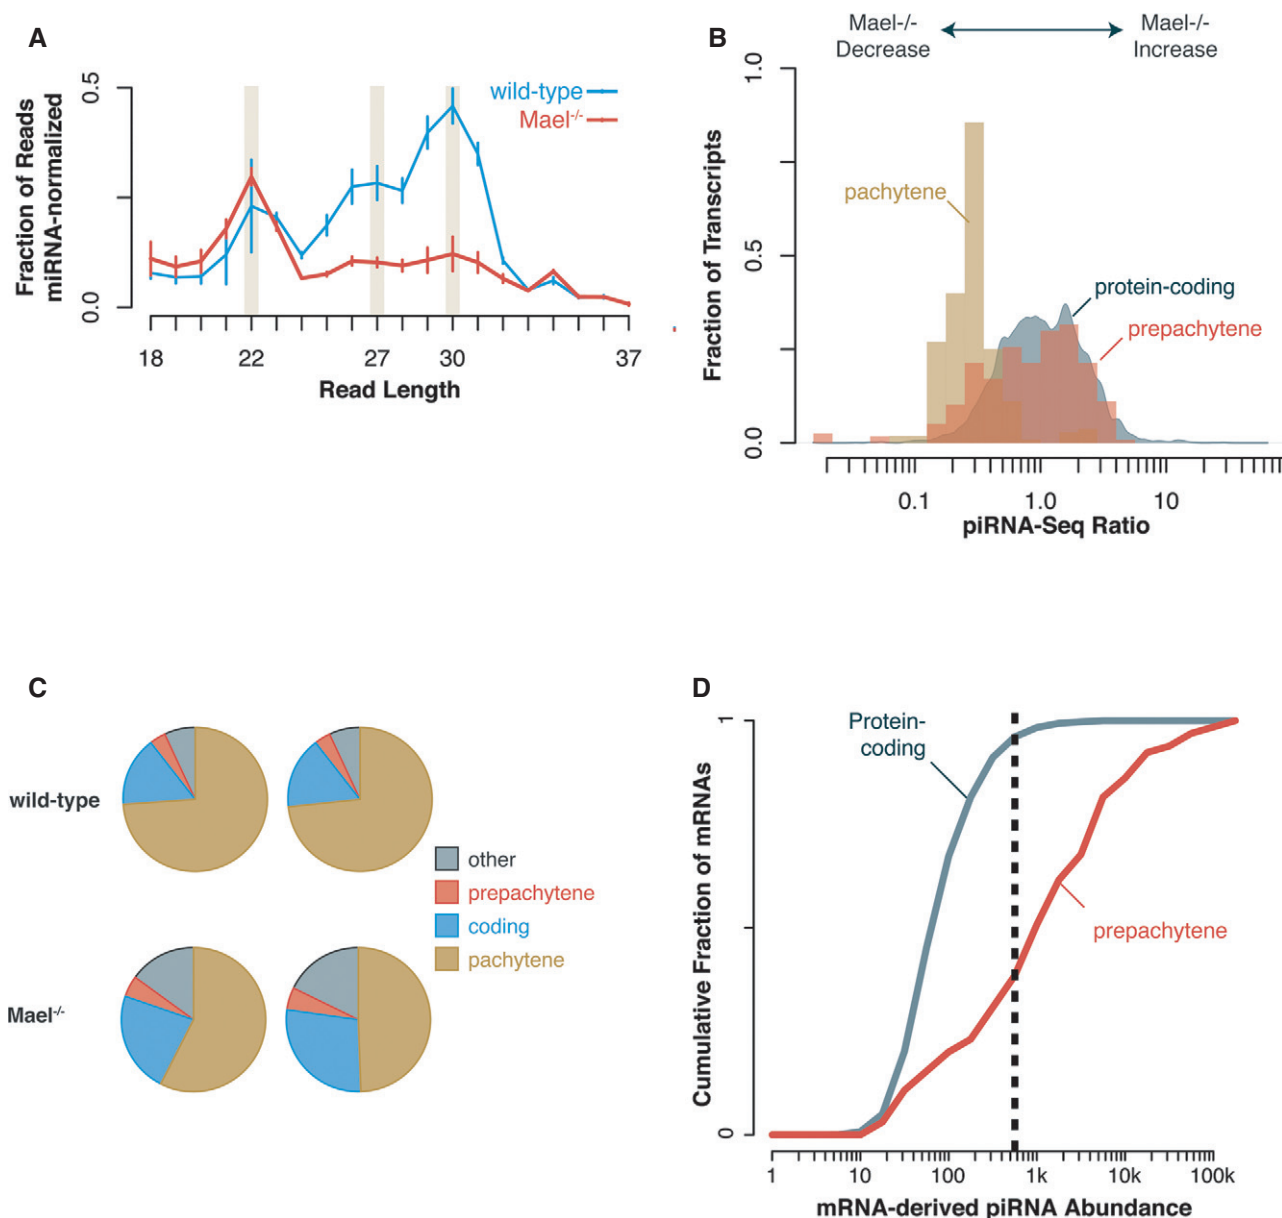 A
Fraction of Reads
miRNA-normalized
0.5
0.0
wild-type
Mael-/-
18
22
27
30
37
Read Length
B
Mael-/-
Decrease
Mael-/-
Increase
Fraction of Transcripts
1.0
0.5
0.0
pachytene
protein-coding
prepachytene
0.1
1.0
10
piRNA-Seq Ratio
C
wild-type
Mael-/-
other
prepachytene
coding
pachytene
D
Cumulative Fraction of mRNAs
1
0
Protein-
coding
prepachytene
1
10
100
1k
10k
100k
mRNA-derived piRNA Abundance